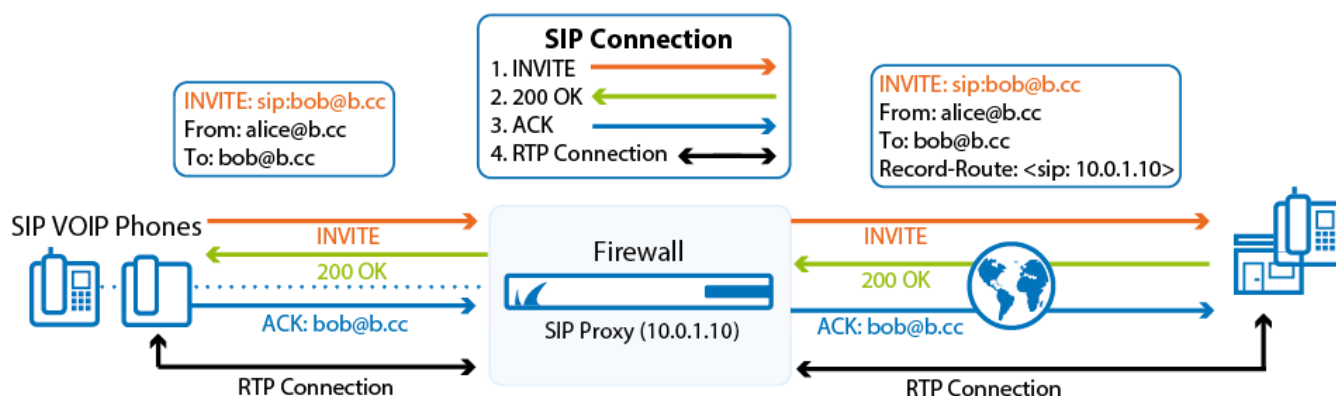 SIP Connection
1. INVITE
2. 200 OK
3. ACK
4. RTP Connection
INVITE: sip:bob@b.cc
From: alice@b.cc
To: bob@b.cc
INVITE: sip:bob@b.cc
From: alice@b.cc
To: bob@b.cc
Record-Route: <sip: 10.0.1.10>
SIP VOIP Phones
INVITE
200 OK
ACK: bob@b.cc
RTP Connection
Firewall
SIP Proxy (10.0.1.10)
INVITE
200 OK
ACK: bob@b.cc
RTP Connection